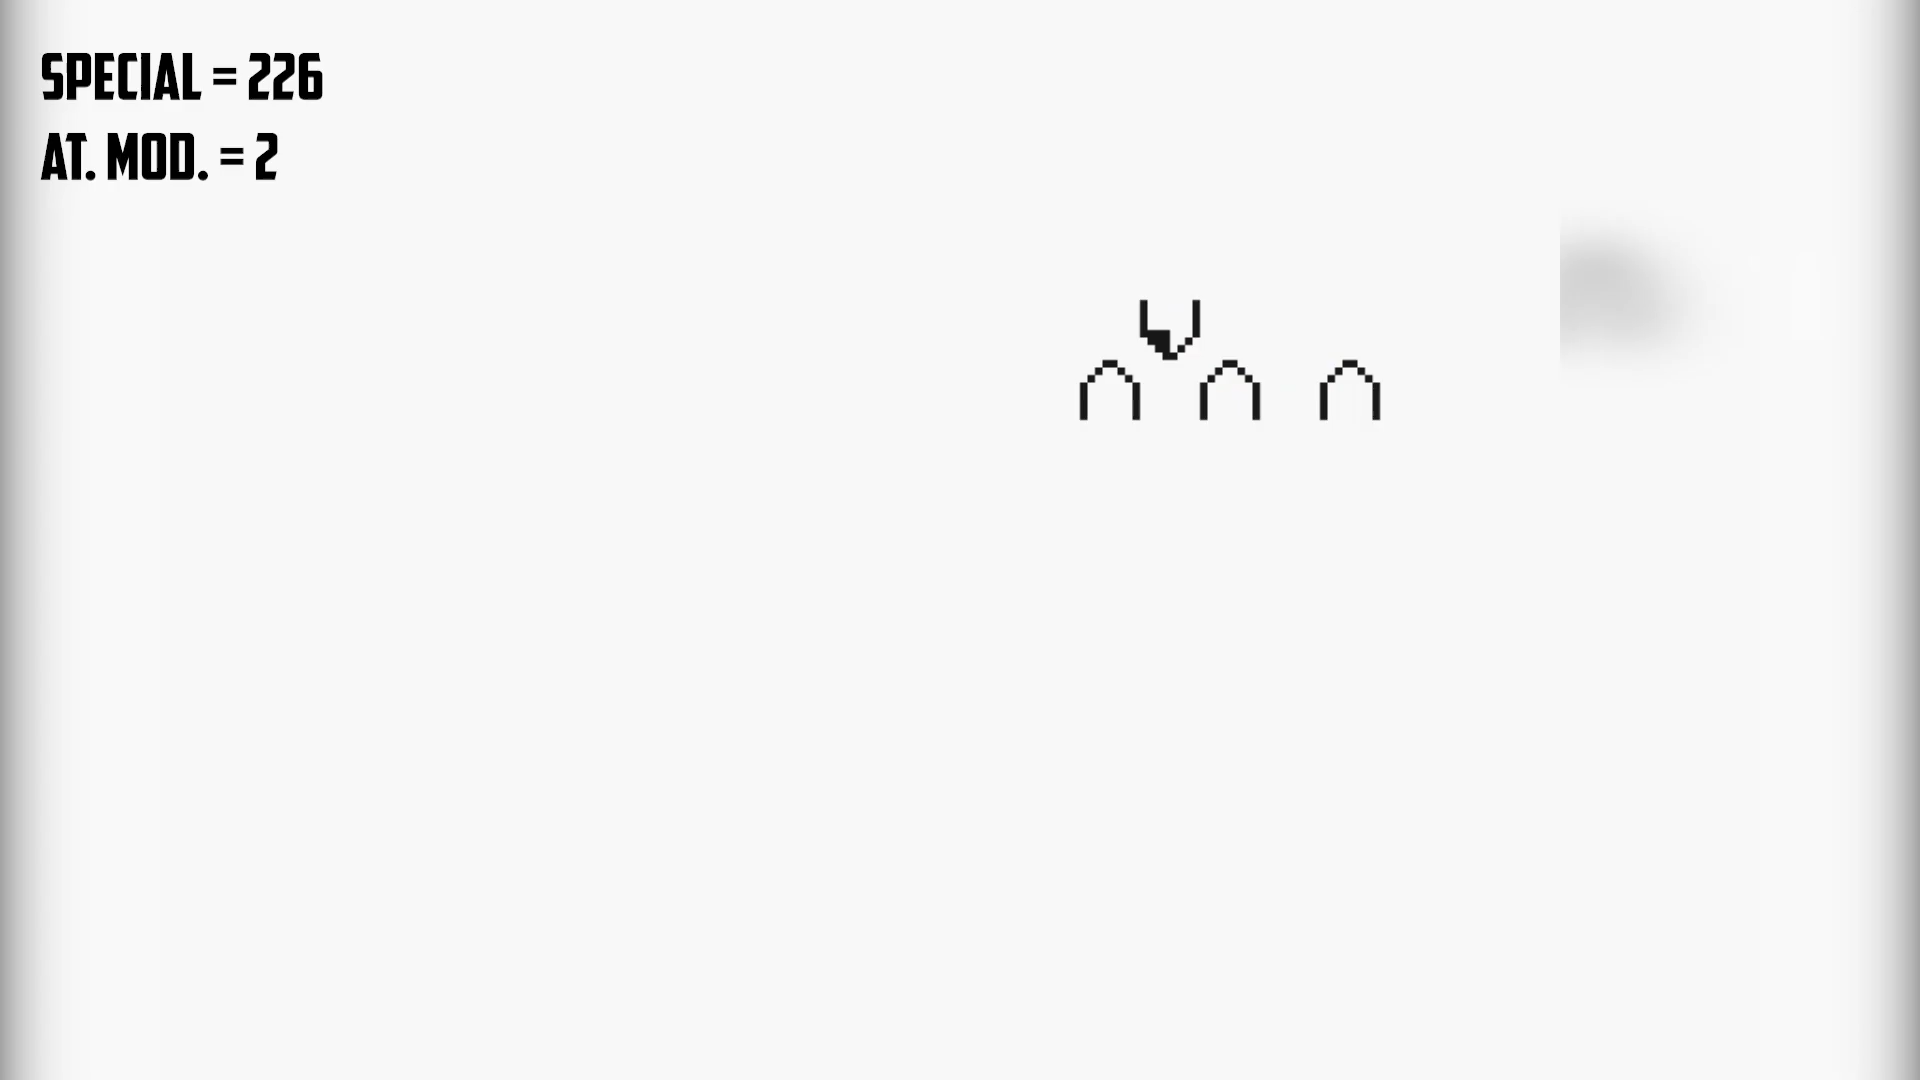 SPECIAL = 226
AT. MOD. = 2